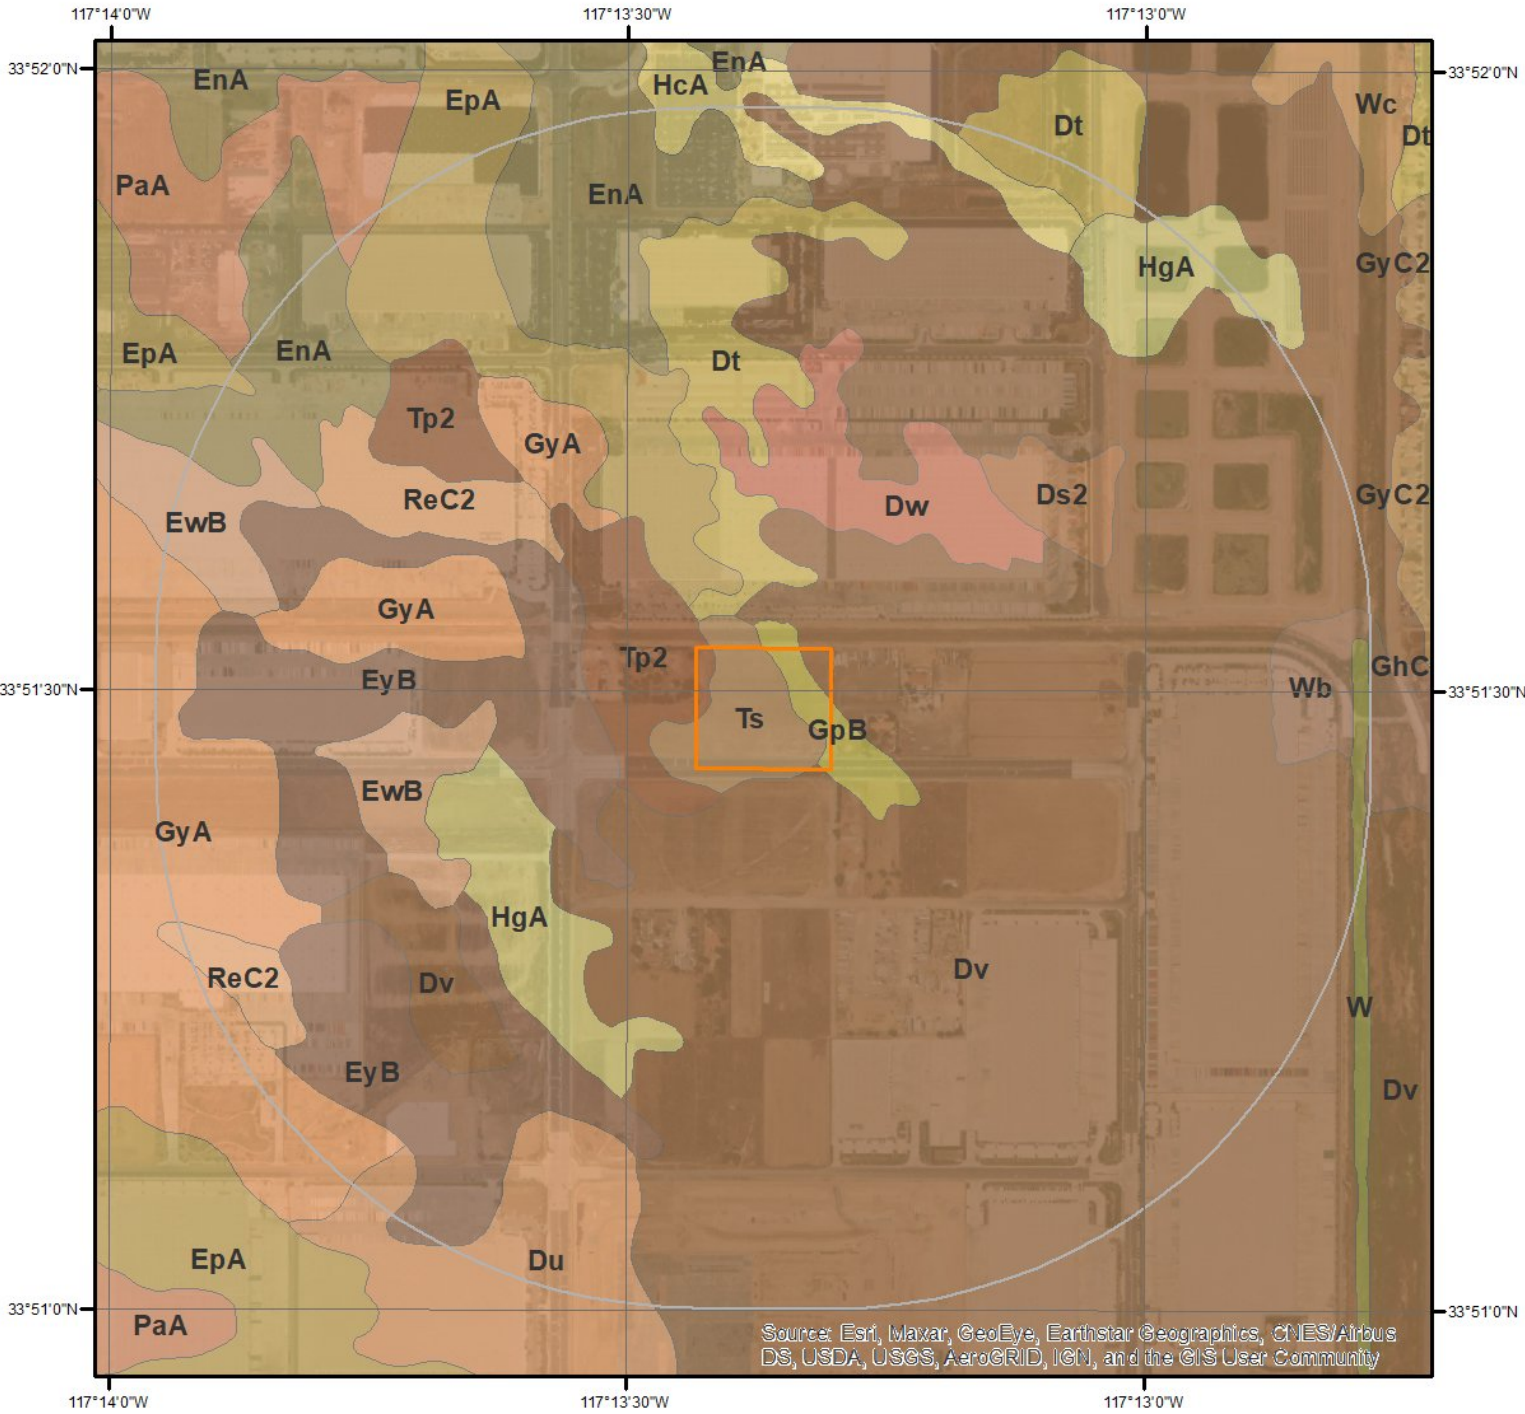 117°14'0"W 117°13'30"W 117°13'0"W
33°52'0"N 33°52'0"N
EnA
HcA
EnA
EpA
Wc
Dt
Dt
PaA
EnA
HgA
GyC2
EpA
EnA
Dt
Tp2
GyA
ReC2
Ds2
GyC2
Dw
EwB
GyA
Tp2
GhC
EyB
Wb
33°51'30"N 33°51'30"N
Ts
GpB
EwB
GyA
HgA
Dv
ReC2
Dv
W
EyB
Dv
EpA
Du
PaA
33°51'0"N 33°51'0"N
Source: Esri, Maxar, GeoEye, Earthstar Geographics, CNES/Airbus
DS, USDA, USGS, AeroGRID, IGN, and the GIS User Community
117°14'0"W 117°13'30"W 117°13'0"W